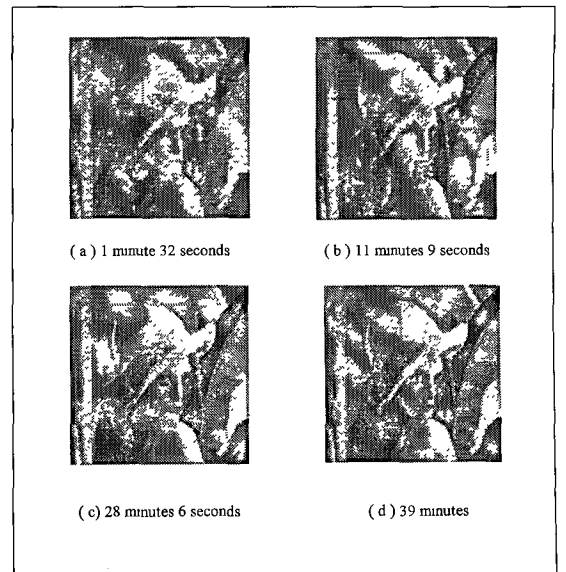 ( a ) 1 minute 32 seconds
( b ) 11 minutes 9 seconds
( c) 28 minutes 6 seconds
( d ) 39 minutes